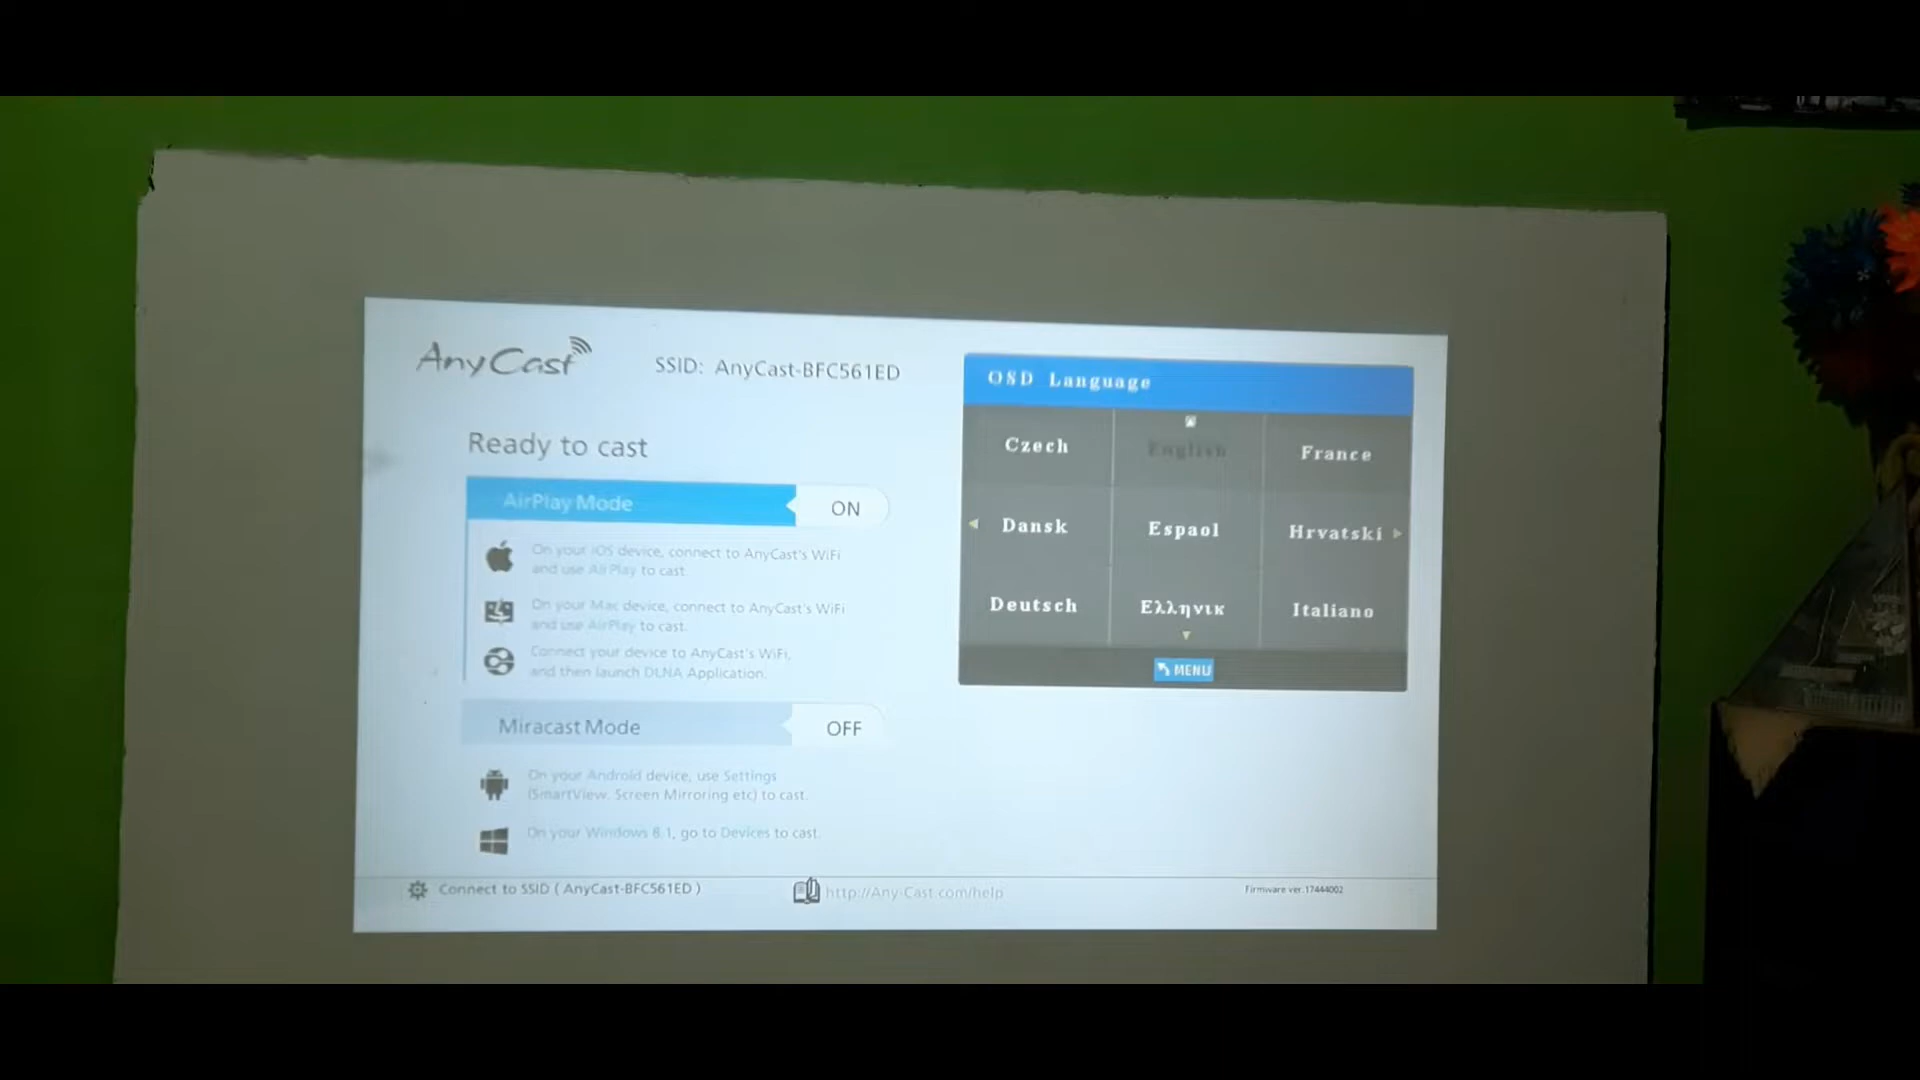 AnyCast
SSID: AnyCast-BFC561ED
Ready to cast
AirPlay Mode
ON
On your iOS device, connect to AnyCast's WiFi
and use AirPlay to cast.
On your Mac device, connect to AnyCast's WiFi
and use AirPlay to cast.
Connect your device to AnyCast's WiFi,
and then launch DLNA Application.
Miracast Mode
OFF
On your Android device, use Settings
(SmartView, Screen Mirroring etc) to cast.
On your Windows 8.1, go to Devices to cast.
Connect to SSID ( AnyCast-BFC561ED )
http://Any-Cast.com/help
Firmware ver:17444002
OSD Language
Czech
English
France
Dansk
Espaol
Hrvatski
Deutsch
Ελληνικ
Italiano
MENU